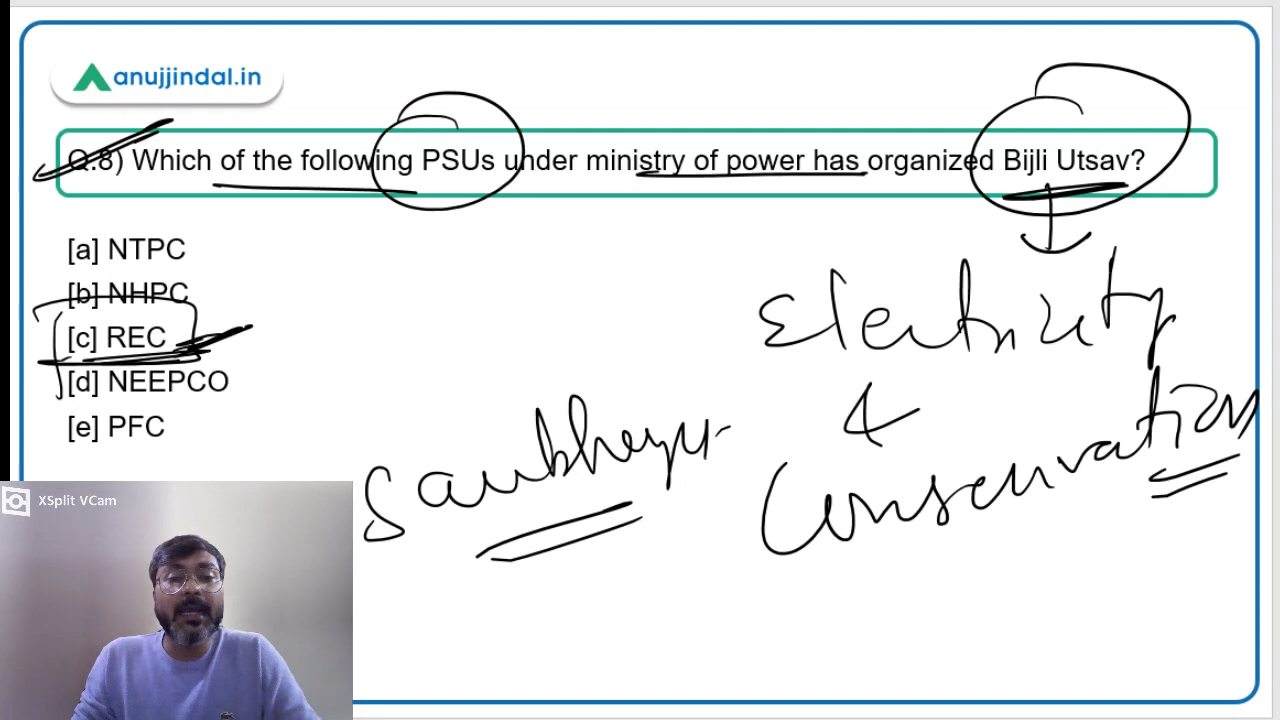 anujjindal.in
Q.8) Which of the following PSUs under ministry of power has organized Bijli Utsav?
[a] NTPC
[b] NHPC
[c] REC
[d] NEEPCO
[e] PFC
Electricity
&
Conservation
XSplit VCam